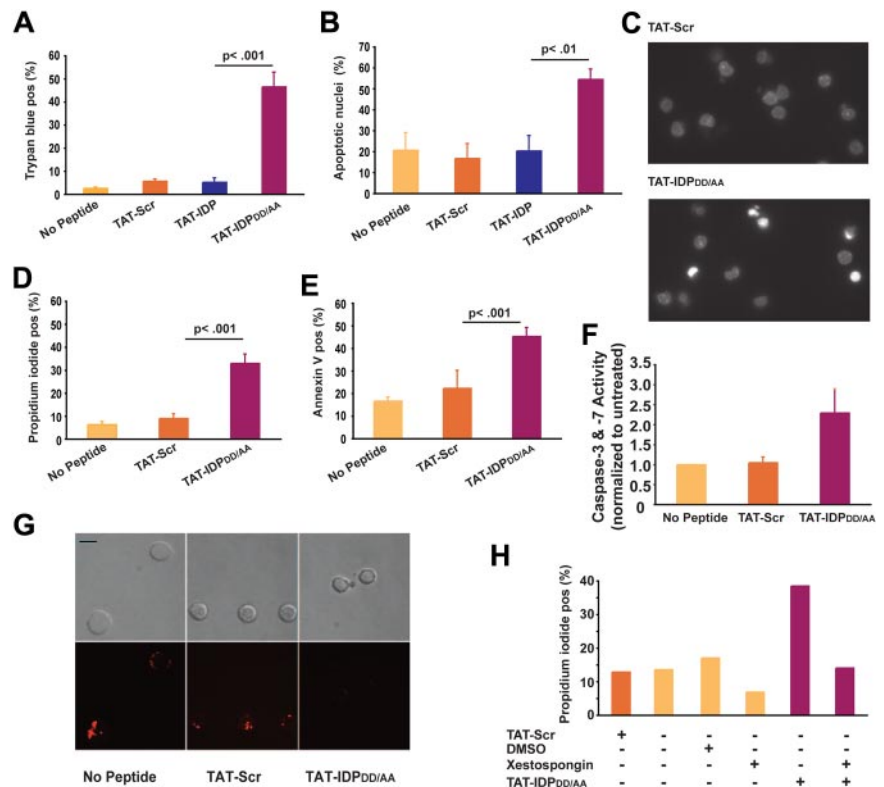 A
Trypan blue pos (%)
60
50
40
30
20
10
0
p< .001
No Peptide
TAT-Scr
TAT-IDP
TAT-IDPDD/AA
B
Apoptotic nuclei (%)
70
60
50
40
30
20
10
0
p< .01
No Peptide
TAT-Scr
TAT-IDP
TAT-IDPDD/AA
C
TAT-Scr
TAT-IDPDD/AA
D
Propidium iodide pos (%)
60
50
40
30
20
10
0
p< .001
No Peptide
TAT-Scr
TAT-IDPDD/AA
E
Annexin V pos (%)
60
50
40
30
20
10
0
p< .001
No Peptide
TAT-Scr
TAT-IDPDD/AA
F
Caspase-3 & -7 Activity
(normalized to untreated)
3.5
3.0
2.5
2.0
1.5
1.0
0.5
0
No Peptide TAT-Scr TAT-IDPDD/AA
G
No Peptide TAT-Scr TAT-IDPDD/AA
H
Propidium iodide pos (%)
40
30
20
10
0
TAT-Scr + - - - - -
DMSO - - + - - -
Xestospongin - - - + - +
TAT-IDPDD/AA - - - - + +